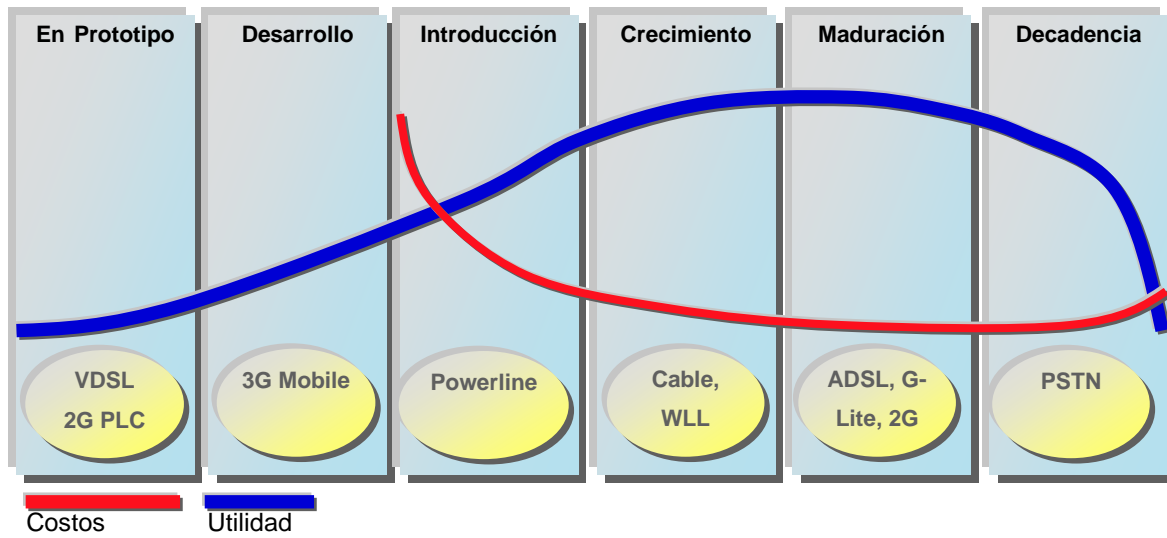 En Prototipo
Desarrollo
Introducción
Crecimiento
Maduración
Decadencia
VDSL
2G PLC
3G Mobile
Powerline
Cable,
WLL
ADSL, G-
Lite, 2G
PSTN
Costos
Utilidad